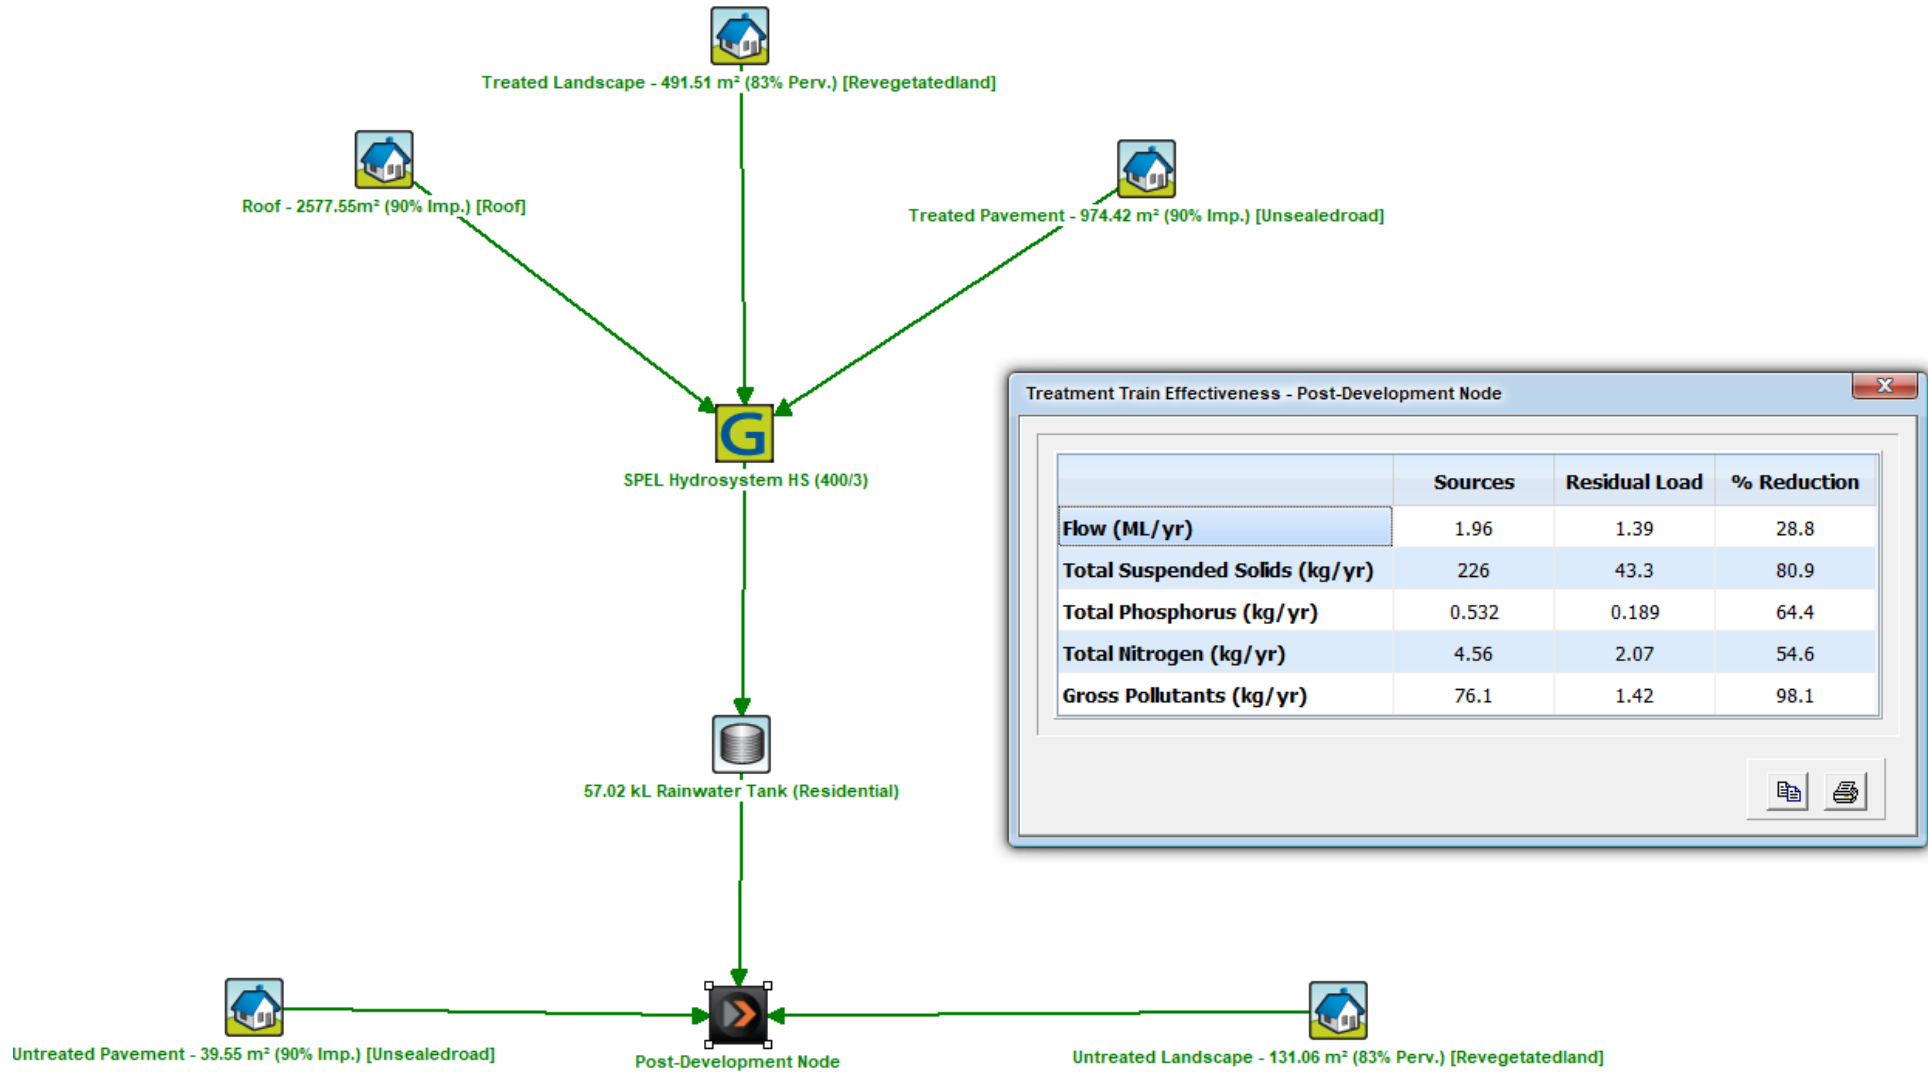 Treated Landscape - 491.51 m² (83% Perv.) [Revegetatedland]
Roof - 2577.55m² (90% Imp.) [Roof]
Treated Pavement - 974.42 m² (90% Imp.) [Unsealedroad]
G
SPEL Hydrosystem HS (400/3)
57.02 kL Rainwater Tank (Residential)
Untreated Pavement - 39.55 m² (90% Imp.) [Unsealedroad]
Post-Development Node
Untreated Landscape - 131.06 m² (83% Perv.) [Revegetatedland]
Treatment Train Effectiveness - Post-Development Node
Sources Residual Load % Reduction
Flow (ML/yr) 1.96 1.39 28.8
Total Suspended Solids (kg/yr) 226 43.3 80.9
Total Phosphorus (kg/yr) 0.532 0.189 64.4
Total Nitrogen (kg/yr) 4.56 2.07 54.6
Gross Pollutants (kg/yr) 76.1 1.42 98.1